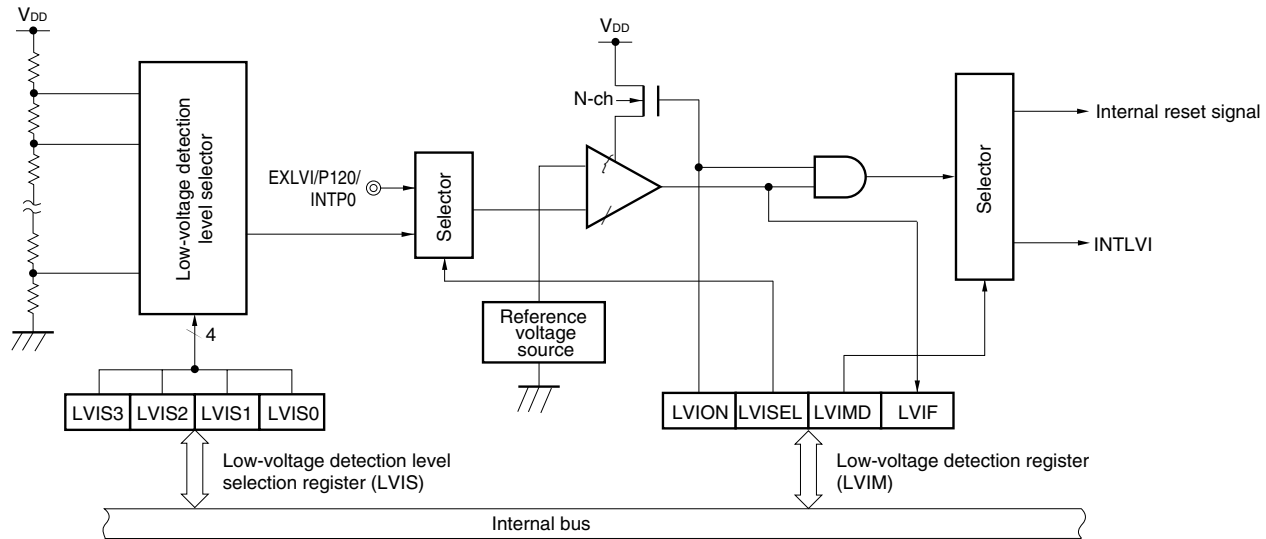 VDD
Low-voltage detection
level selector
4
LVIS3 LVIS2 LVIS1 LVIS0
Low-voltage detection level
selection register (LVIS)
EXLVI/P120/
INTP0
Selector
Reference
voltage
source
VDD
N-ch
Selector
Internal reset signal
INTLVI
LVION LVISEL LVIMD LVIF
Low-voltage detection register
(LVIM)
Internal bus